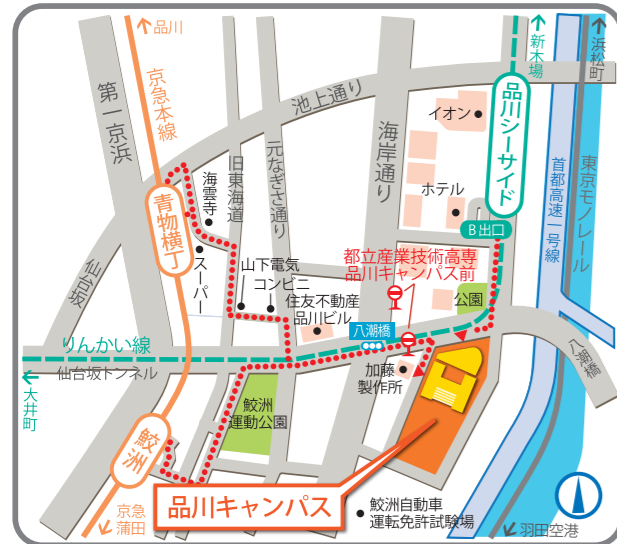 品川
京急本線
第一京浜
池上通り
新木場
浜松町
品川シーサイド
イオン
海岸通り
首都高速一号線
東京モノレール
元なぎさ通り
旧東海道
海雲寺
青物横丁
仙台坂
スーパー
ホテル
B出口
山下電気
コンビニ
都立産業技術高専
品川キャンパス前
住友不動産
品川ビル
公園
八潮橋
りんかい線
仙台坂トンネル
大井町
加藤
製作所
八潮橋
鮫洲
運動公園
鮫洲
品川キャンパス
京急
蒲田
鮫洲自動車
運転免許試験場
羽田空港